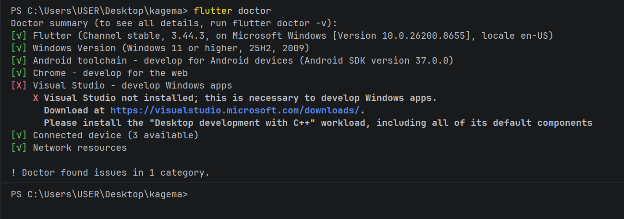 PS C:\Users\USER\Desktop\kagema> flutter doctor
Doctor summary (to see all details, run flutter doctor -v):
[√] Flutter (Channel stable, 3.44.3, on Microsoft Windows [Version 10.0.26200.8655], locale en-US)
[√] Windows Version (Windows 11 or higher, 25H2, 2009)
[√] Android toolchain - develop for Android devices (Android SDK version 37.0.0)
[√] Chrome - develop for the web
[X] Visual Studio - develop Windows apps
X Visual Studio not installed; this is necessary to develop Windows apps.
Download at https://visualstudio.microsoft.com/downloads/.
Please install the "Desktop development with C++" workload, including all of its default components
[√] Connected device (3 available)
[√] Network resources
! Doctor found issues in 1 category.
PS C:\Users\USER\Desktop\kagema>